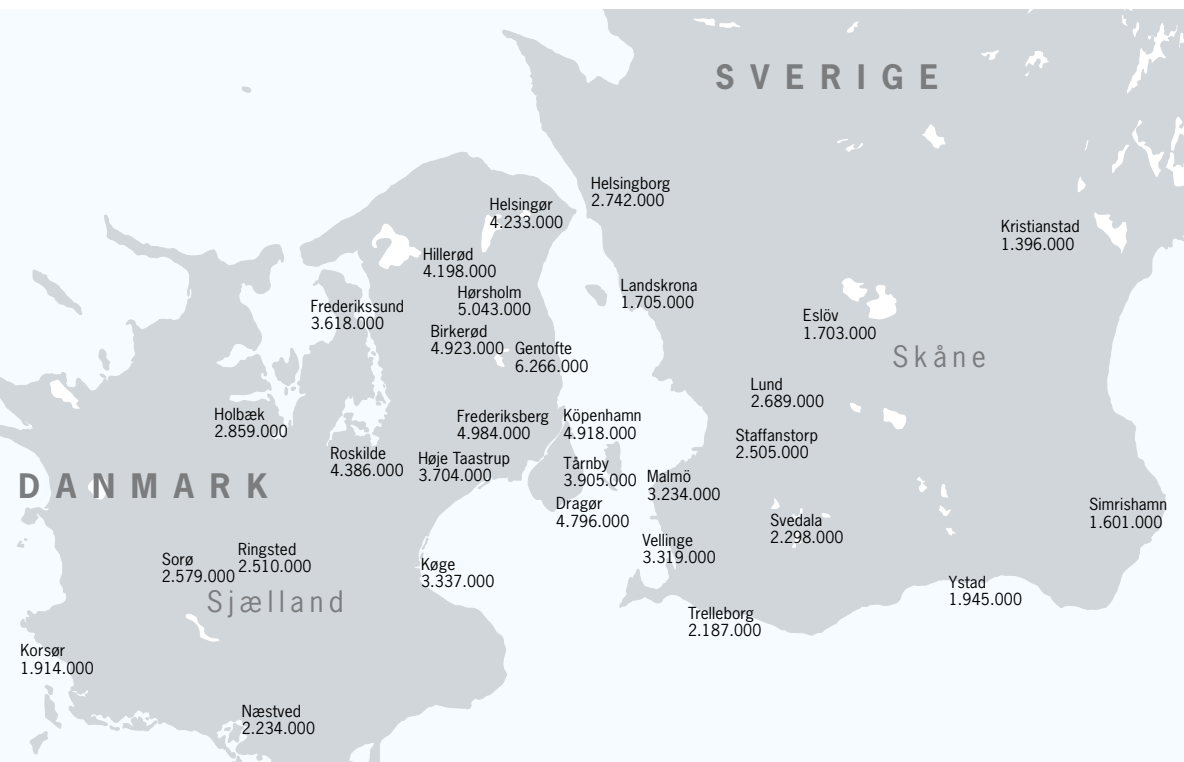 SVERIGE
Helsingborg
2.742.000
Helsingør
4.233.000
Kristianstad
1.396.000
Hillerød
4.198.000
Landskrona
1.705.000
Hørsholm
5.043.000
Frederikssund
3.618.000
Eslöv
1.703.000
Birkerød
4.923.000
Gentofte
6.266.000
Skåne
Lund
2.689.000
Holbæk
2.859.000
Frederiksberg
4.984.000
Köpenhamn
4.918.000
Staffanstorp
2.505.000
Roskilde
4.386.000
Høje Taastrup
3.704.000
Tårnby
3.905.000
Malmö
3.234.000
DANMARK
Dragør
4.796.000
Simrishamn
1.601.000
Svedala
2.298.000
Vellinge
3.319.000
Ringsted
2.510.000
Sorø
2.579.000
Køge
3.337.000
Sjælland
Ystad
1.945.000
Trelleborg
2.187.000
Korsør
1.914.000
Næstved
2.234.000